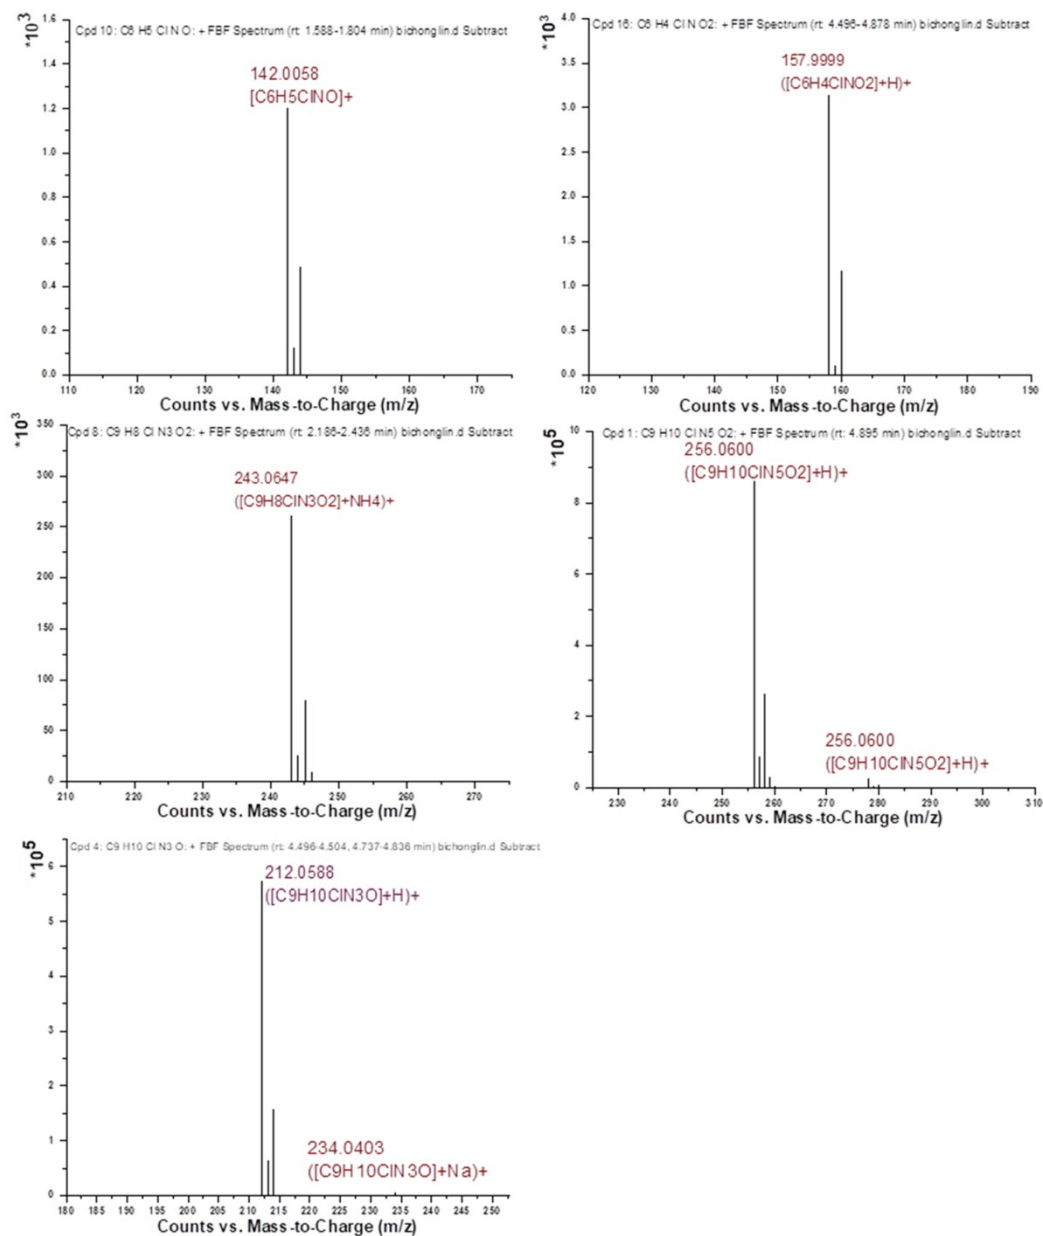 *10³
Cpd 10: C6 H5 Cl N O: + FBF Spectrum (rt: 1.588-1.804 min) bichonglin.d Subtract
142.0058
[C6H5ClNO]+
1.6
1.4
1.2
1.0
0.8
0.6
0.4
0.2
0.0
110 120 130 140 150 160 170
Counts vs. Mass-to-Charge (m/z)
*10³
Cpd 16: C6 H4 Cl N O2: + FBF Spectrum (rt: 4.496-4.878 min) bichonglin.d Subtract
157.9999
([C6H4ClNO2]+H)+
4.0
3.5
3.0
2.5
2.0
1.5
1.0
0.5
0.0
120 130 140 150 160 170 180 190
Counts vs. Mass-to-Charge (m/z)
*10³
Cpd 8: C9 H8 Cl N3 O2: + FBF Spectrum (rt: 2.186-2.436 min) bichonglin.d Subtract
243.0647
([C9H8ClN3O2]+NH4)+
350
300
250
200
150
100
50
0
210 220 230 240 250 260 270
Counts vs. Mass-to-Charge (m/z)
*10⁵
Cpd 1: C9 H10 Cl N5 O2: + FBF Spectrum (rt: 4.895 min) bichonglin.d Subtract
256.0600
([C9H10ClN5O2]+H)+
256.0600
([C9H10ClN5O2]+H)+
10
8
6
4
2
0
230 240 250 260 270 280 290 300 310
Counts vs. Mass-to-Charge (m/z)
*10⁵
Cpd 4: C9 H10 Cl N3 O: + FBF Spectrum (rt: 4.496-4.504, 4.737-4.836 min) bichonglin.d Subtract
212.0588
([C9H10ClN3O]+H)+
234.0403
([C9H10ClN3O]+Na)+
6
5
4
3
2
1
0
180 185 190 195 200 205 210 215 220 225 230 235 240 245 250
Counts vs. Mass-to-Charge (m/z)